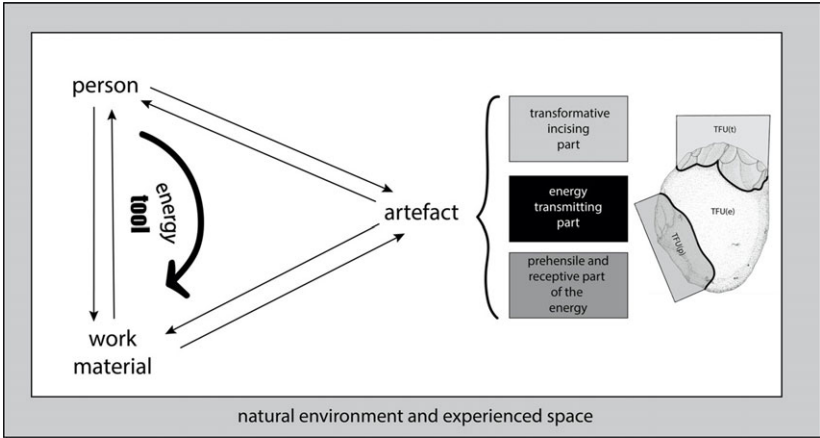 person
energy
tool
work
material
artefact
transformative
incising
part
energy
transmitting
part
prehensile and
receptive part
of the
energy
TFU(t)
TFU(e)
TFU(p)
natural environment and experienced space